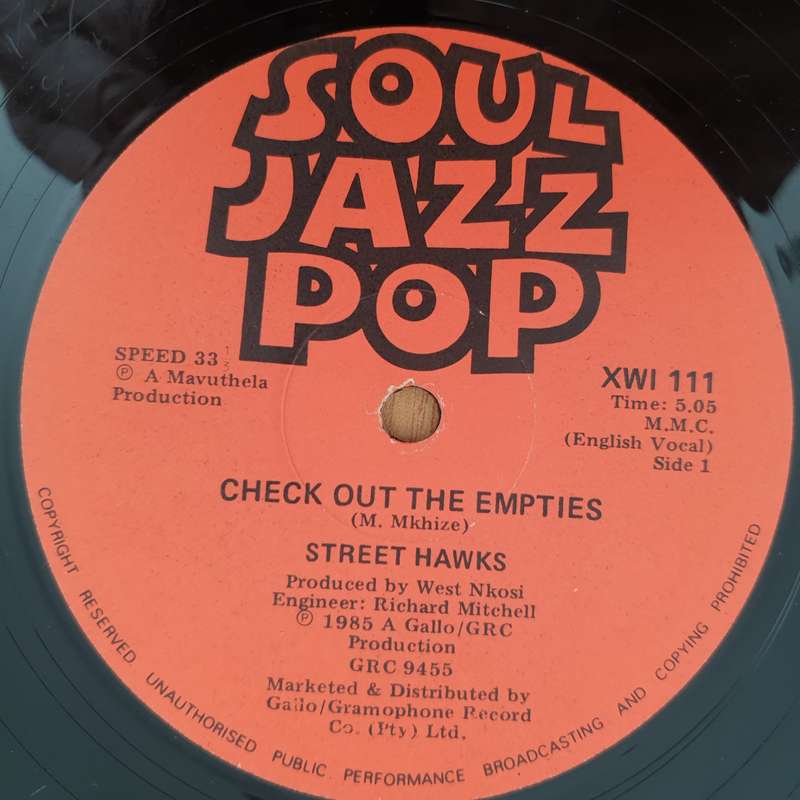 SOUL
JAZZ
POP
SPEED 33 1/3
℗ A Mavuthela
Production
XWI 111
Time: 5.05
M.M.C.
(English Vocal)
Side 1
CHECK OUT THE EMPTIES
(M. Mkhize)
STREET HAWKS
Produced by West Nkosi
Engineer: Richard Mitchell
℗ 1985 A Gallo/GRC
Production
GRC 9455
Marketed & Distributed by
Gallo/Gramophone Record
Co. (Pty) Ltd.
COPYRIGHT RESERVED UNAUTHORISED PUBLIC PERFORMANCE BROADCASTING AND COPYING PROHIBITED